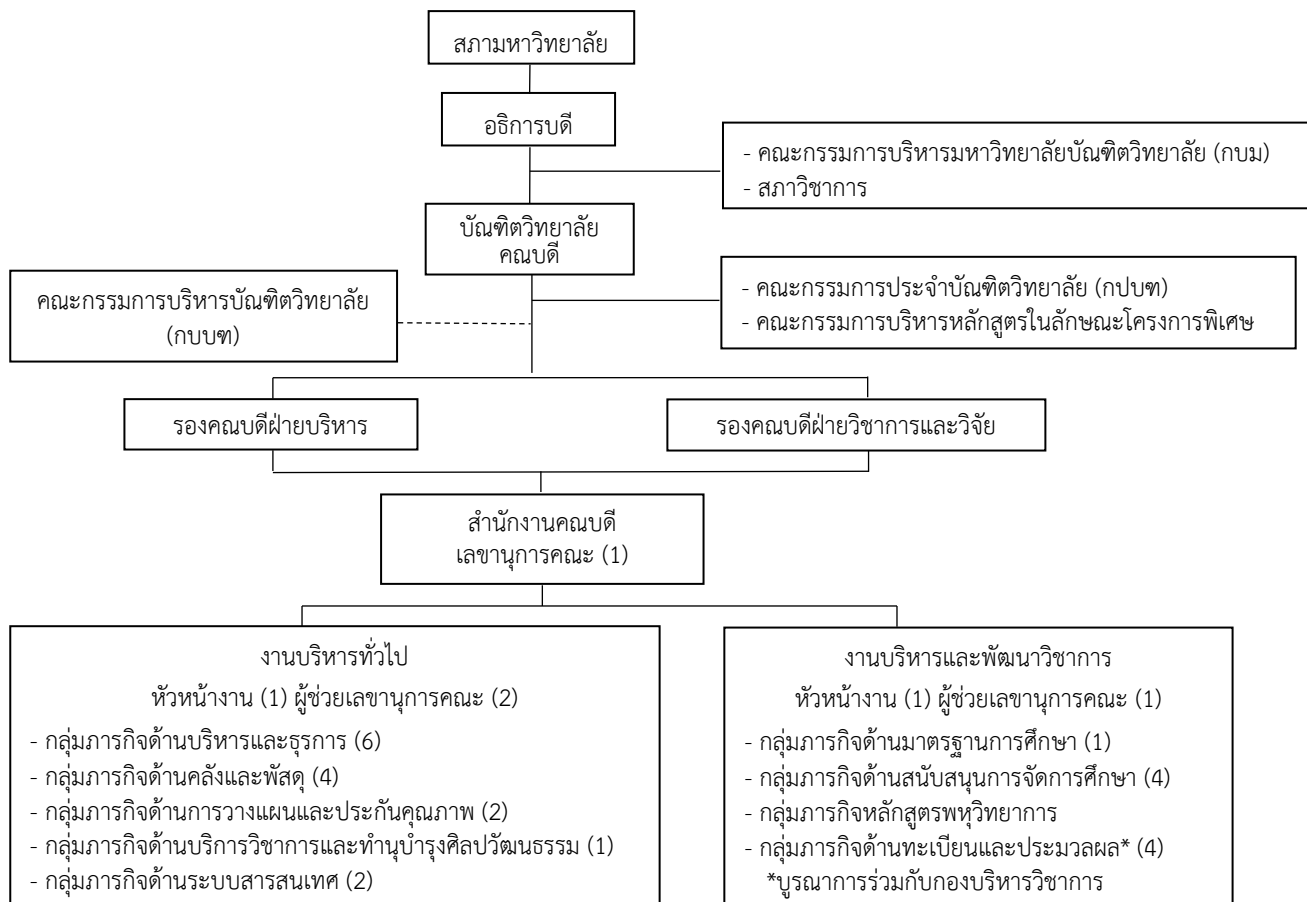 สภามหาวิทยาลัย
อธิการบดี
- คณะกรรมการบริหารมหาวิทยาลัยบัณฑิตวิทยาลัย (กบม)
- สภาวิชาการ
บัณฑิตวิทยาลัย
คณบดี
คณะกรรมการบริหารบัณฑิตวิทยาลัย
(กบบฑ)
- คณะกรรมการประจำบัณฑิตวิทยาลัย (กปบฑ)
- คณะกรรมการบริหารหลักสูตรในลักษณะโครงการพิเศษ
รองคณบดีฝ่ายบริหาร
รองคณบดีฝ่ายวิชาการและวิจัย
สำนักงานคณบดี
เลขานุการคณะ (1)
งานบริหารทั่วไป
หัวหน้างาน (1) ผู้ช่วยเลขานุการคณะ (2)
- กลุ่มภารกิจด้านบริหารและธุรการ (6)
- กลุ่มภารกิจด้านคลังและพัสดุ (4)
- กลุ่มภารกิจด้านการวางแผนและประกันคุณภาพ (2)
- กลุ่มภารกิจด้านบริการวิชาการและทำนุบำรุงศิลปวัฒนธรรม (1)
- กลุ่มภารกิจด้านระบบสารสนเทศ (2)
งานบริหารและพัฒนาวิชาการ
หัวหน้างาน (1) ผู้ช่วยเลขานุการคณะ (1)
- กลุ่มภารกิจด้านมาตรฐานการศึกษา (1)
- กลุ่มภารกิจด้านสนับสนุนการจัดการศึกษา (4)
- กลุ่มภารกิจหลักสูตรพหุวิทยาการ
- กลุ่มภารกิจด้านทะเบียนและประมวลผล* (4)
*บูรณาการร่วมกับกองบริหารวิชาการ